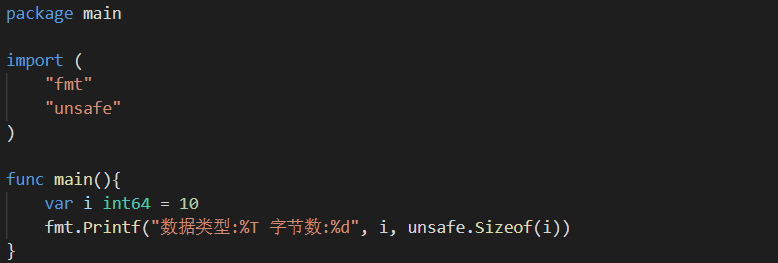 package main
import (
"fmt"
"unsafe"
)
func main(){
var i int64 = 10
fmt.Printf("数据类型:%T 字节数:%d", i, unsafe.Sizeof(i))
}